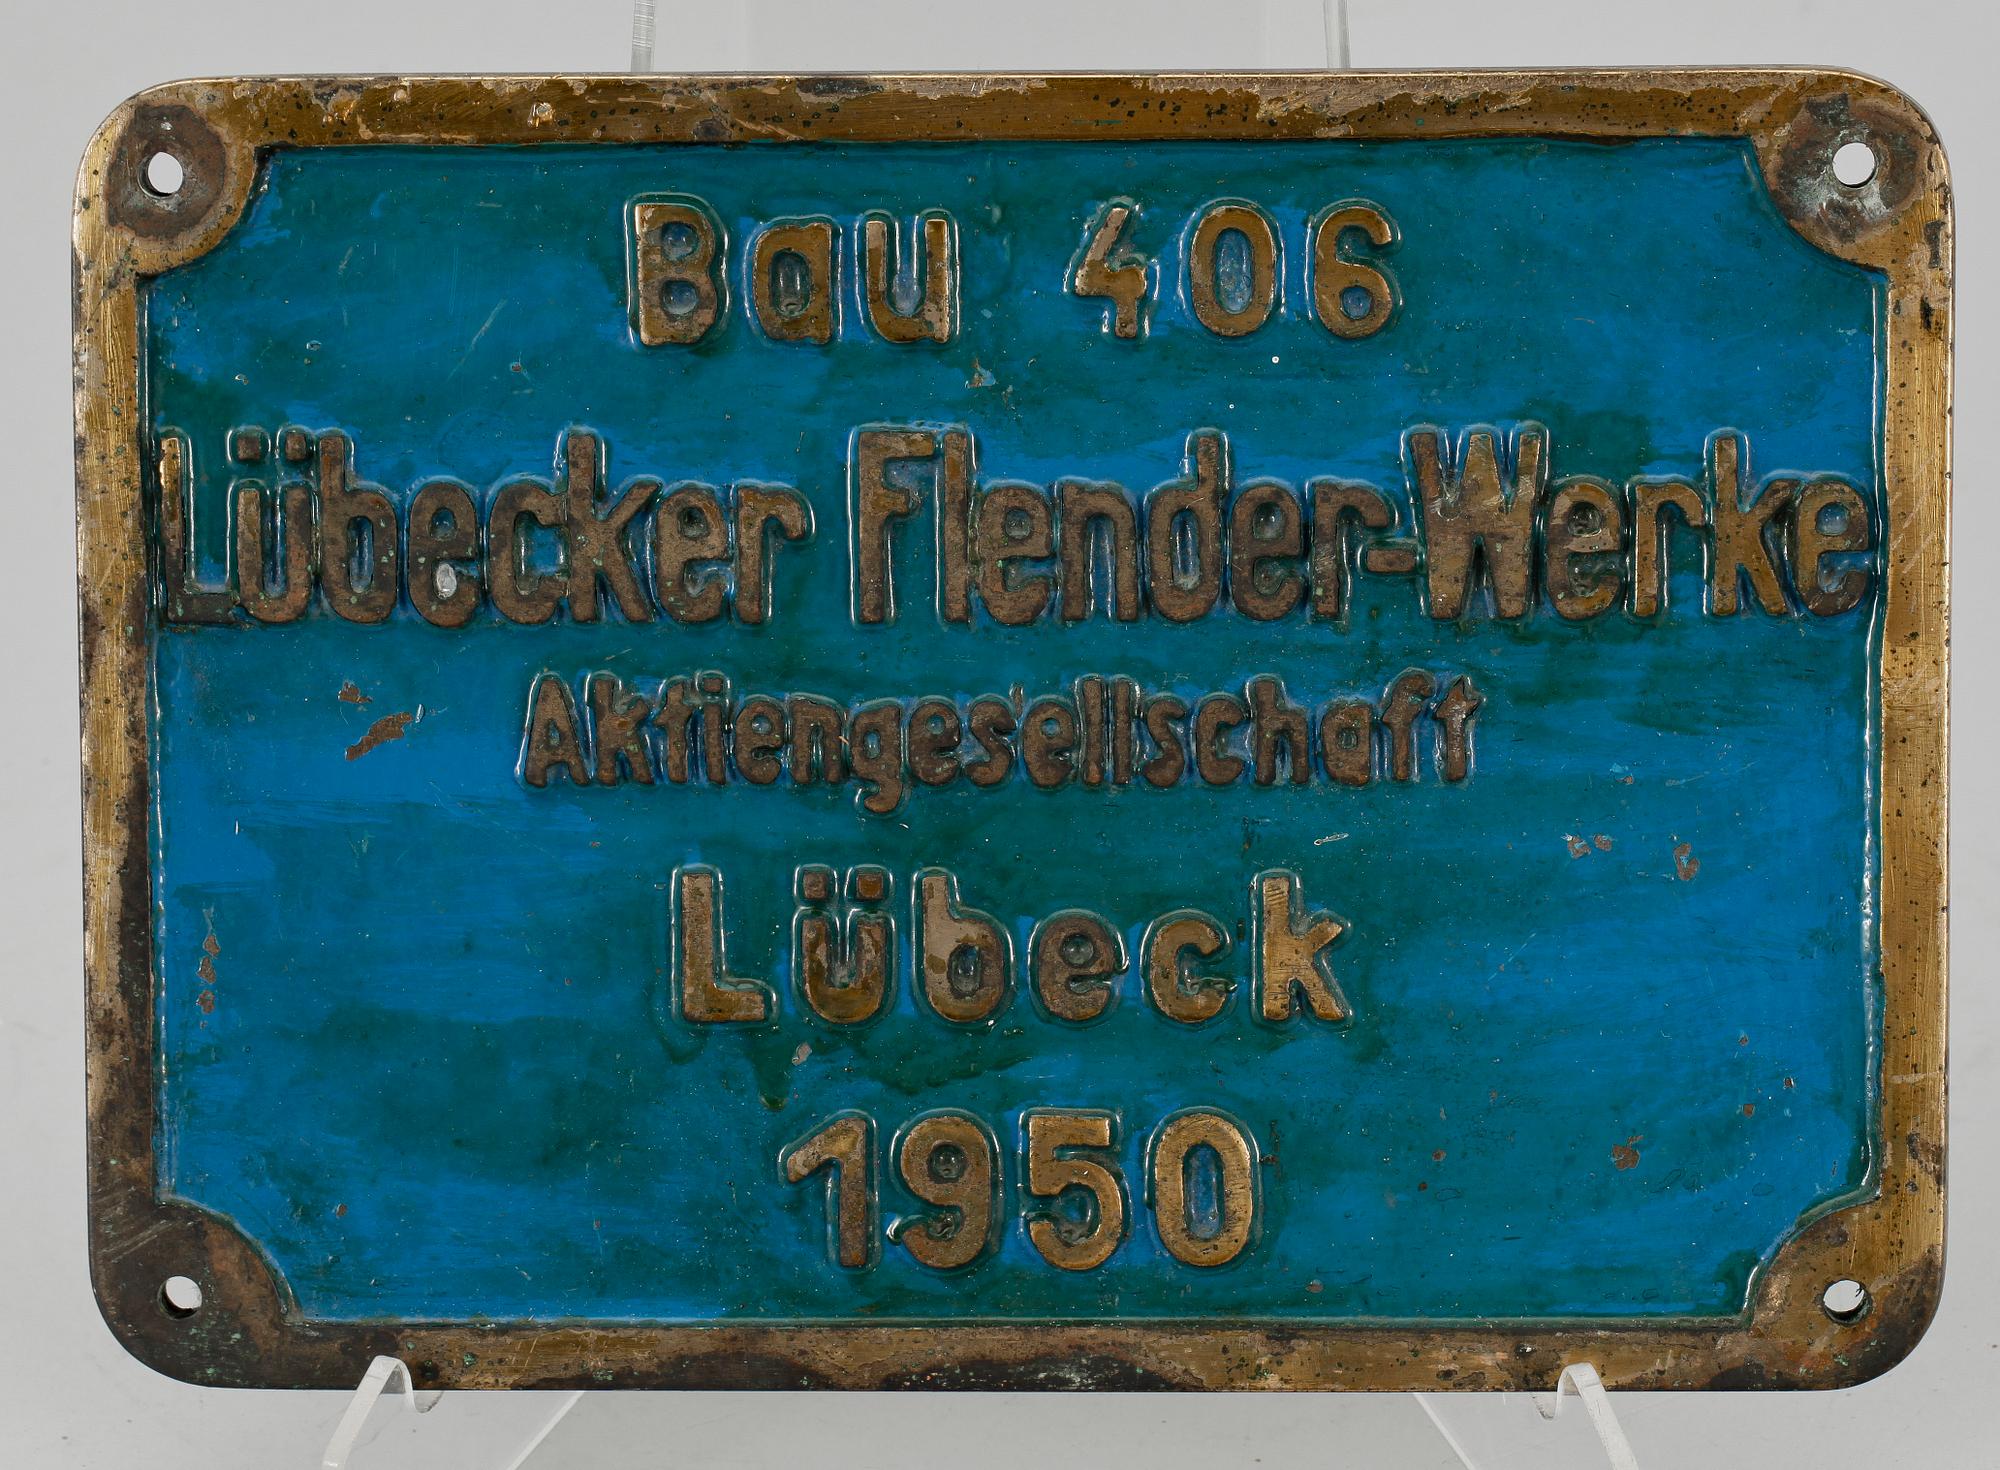 Bau 406
Lübecker Flender-Werke
Aktiengesellschaft
Lübeck
1950